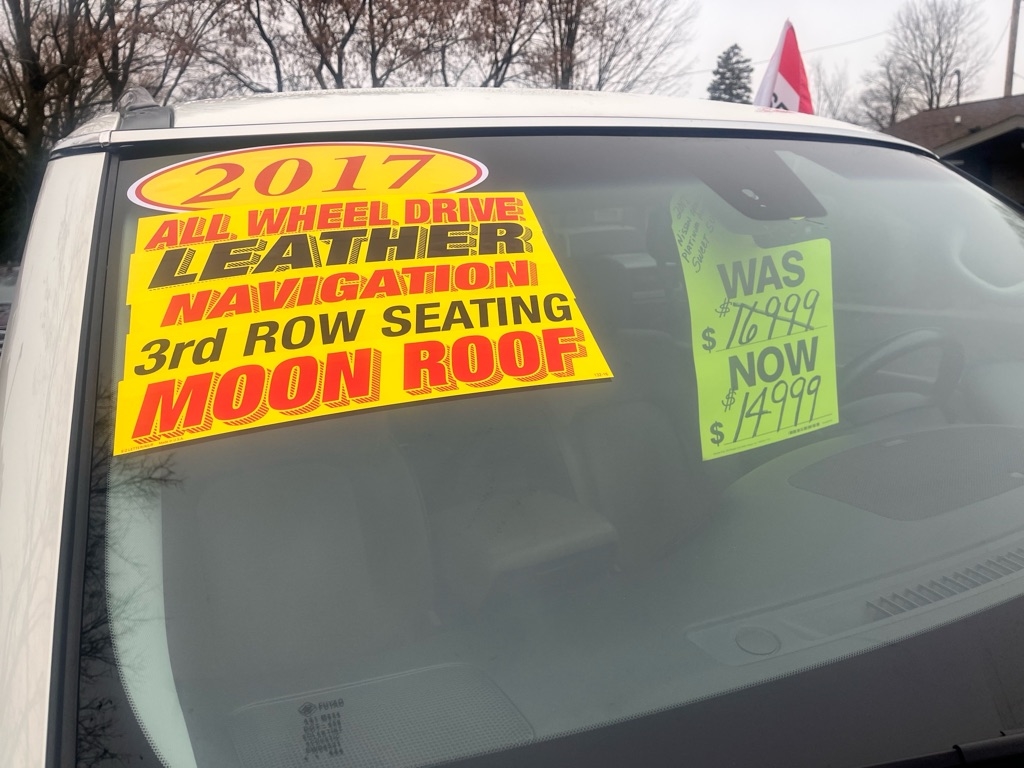 2017
ALL WHEEL DRIVE
LEATHER
NAVIGATION
3rd ROW SEATING
MOON ROOF
WAS
$ $16999
NOW
$ $14999